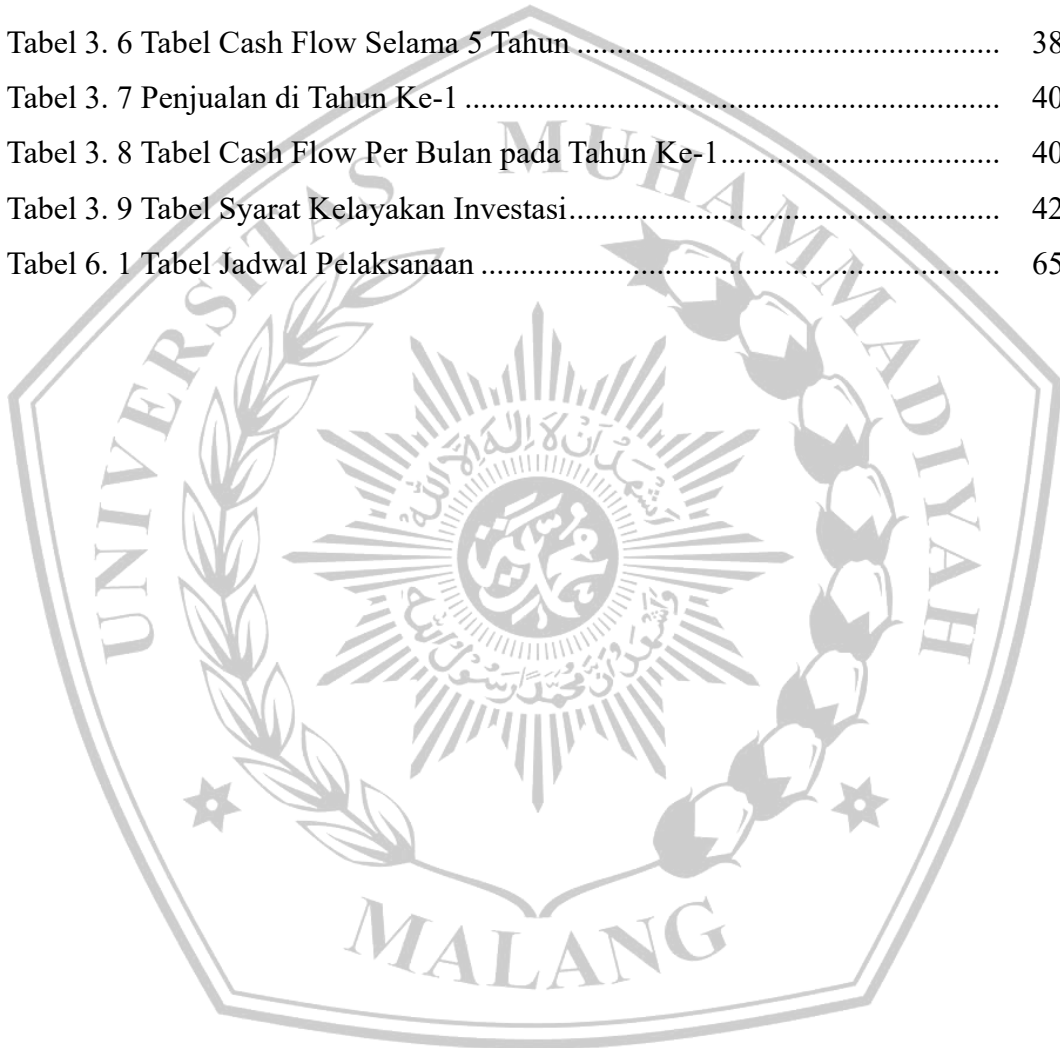 Tabel 3. 6 Tabel Cash Flow Selama 5 Tahun .................................................... 38
Tabel 3. 7 Penjualan di Tahun Ke-1 .................................................................. 40
Tabel 3. 8 Tabel Cash Flow Per Bulan pada Tahun Ke-1.................................. 40
Tabel 3. 9 Tabel Syarat Kelayakan Investasi..................................................... 42
Tabel 6. 1 Tabel Jadwal Pelaksanaan ................................................................ 65
UNIVERSITAS MUHAMMADIYAH
MALANG